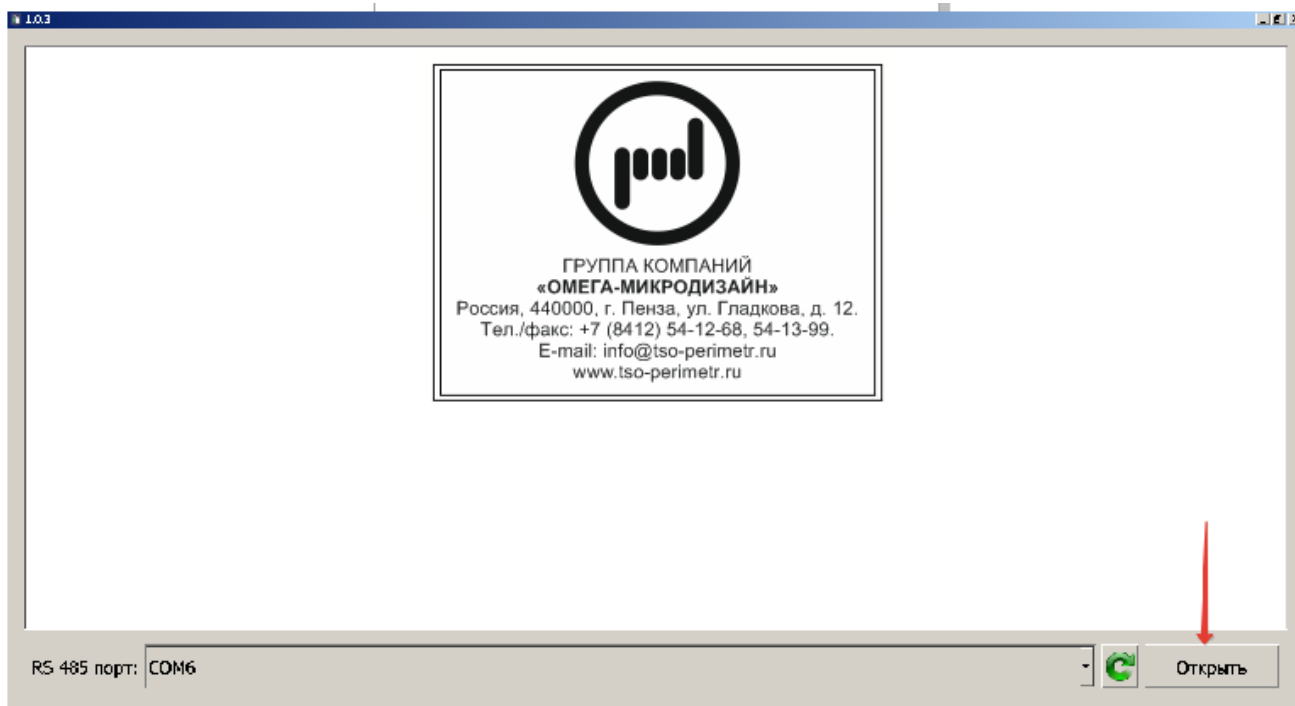 1.0.3
ГРУППА КОМПАНИЙ
«ОМЕГА-МИКРОДИЗАЙН»
Россия, 440000, г. Пенза, ул. Гладкова, д. 12.
Тел./факс: +7 (8412) 54-12-68, 54-13-99.
E-mail: info@tso-perimetr.ru
www.tso-perimetr.ru
RS 485 порт: COM6 Открыть